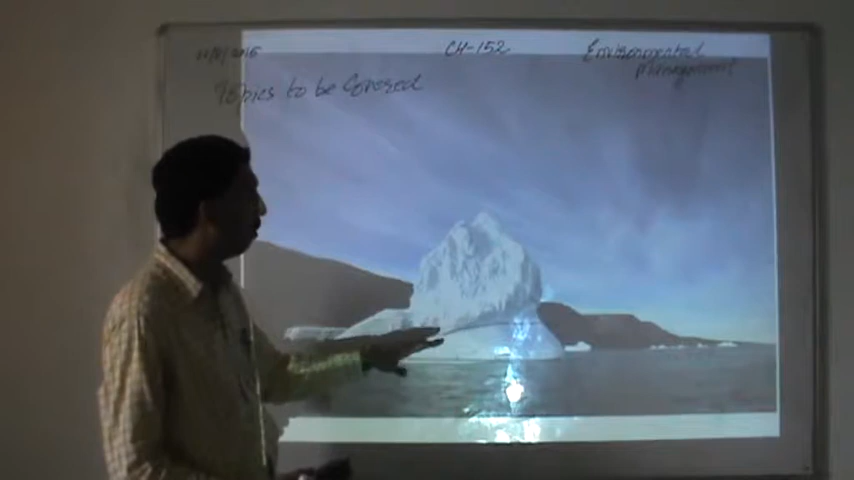 CH-152
Environmental
Management
Topics to be Covered